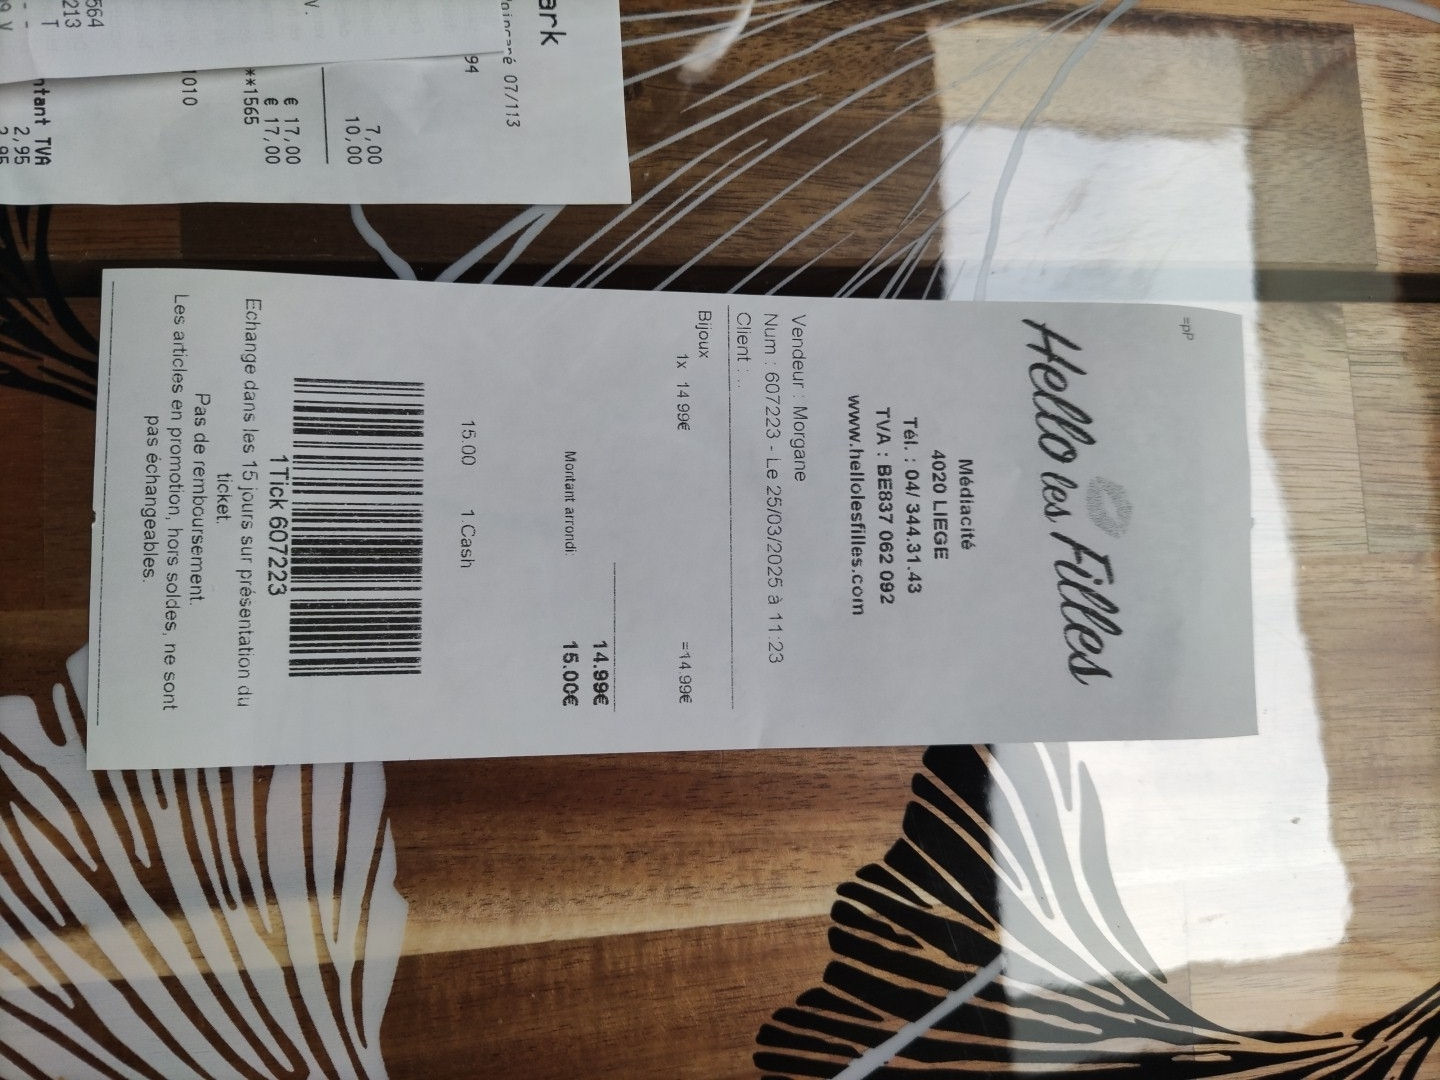 =pP
Hello les Filles
Médiacité
4020 LIEGE
Tél. : 04/ 344.31.43
TVA : BE837 062 092
www.hellolesfilles.com
Vendeur : Morgane
Num : 607223 - Le 25/03/2025 à 11:23
Client : ..
Bijoux
1x 14 99€ =14.99€
14.99€
Montant arrondi: 15.00€
15.00 1.Cash
1Tick 607223
Echange dans les 15 jours sur présentation du
ticket.
Pas de remboursement.
Les articles en promotion, hors soldes, ne sont
pas échangeables.
ark
07/113
94
7,00
10,00
V.
€ 17,00
€ 17,00
**1565
1010
564
213
T
ntant TVA
2,95